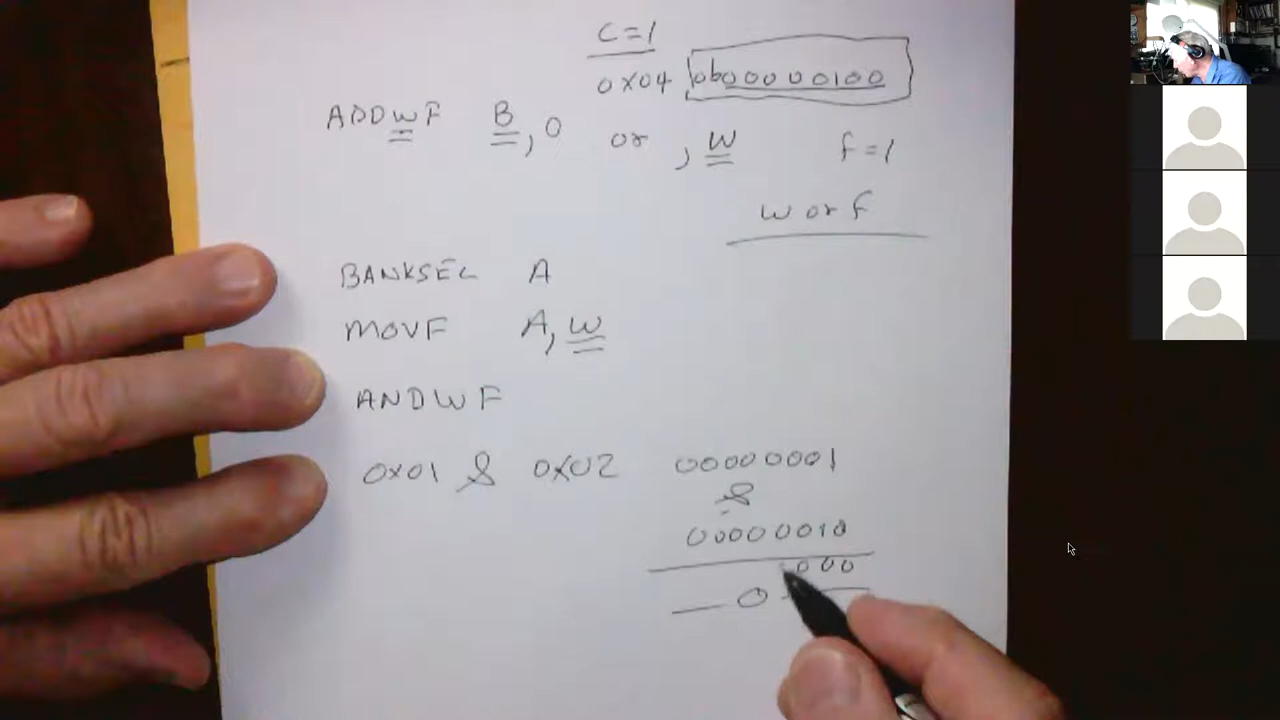 C=1
0x04 0b00000100
ADDWF B, 0 or , W f=1
W or F
BANKSEL A
MOVF A, W
ANDWF
0x01 & 0x02 00000001
&
00000010
000
0